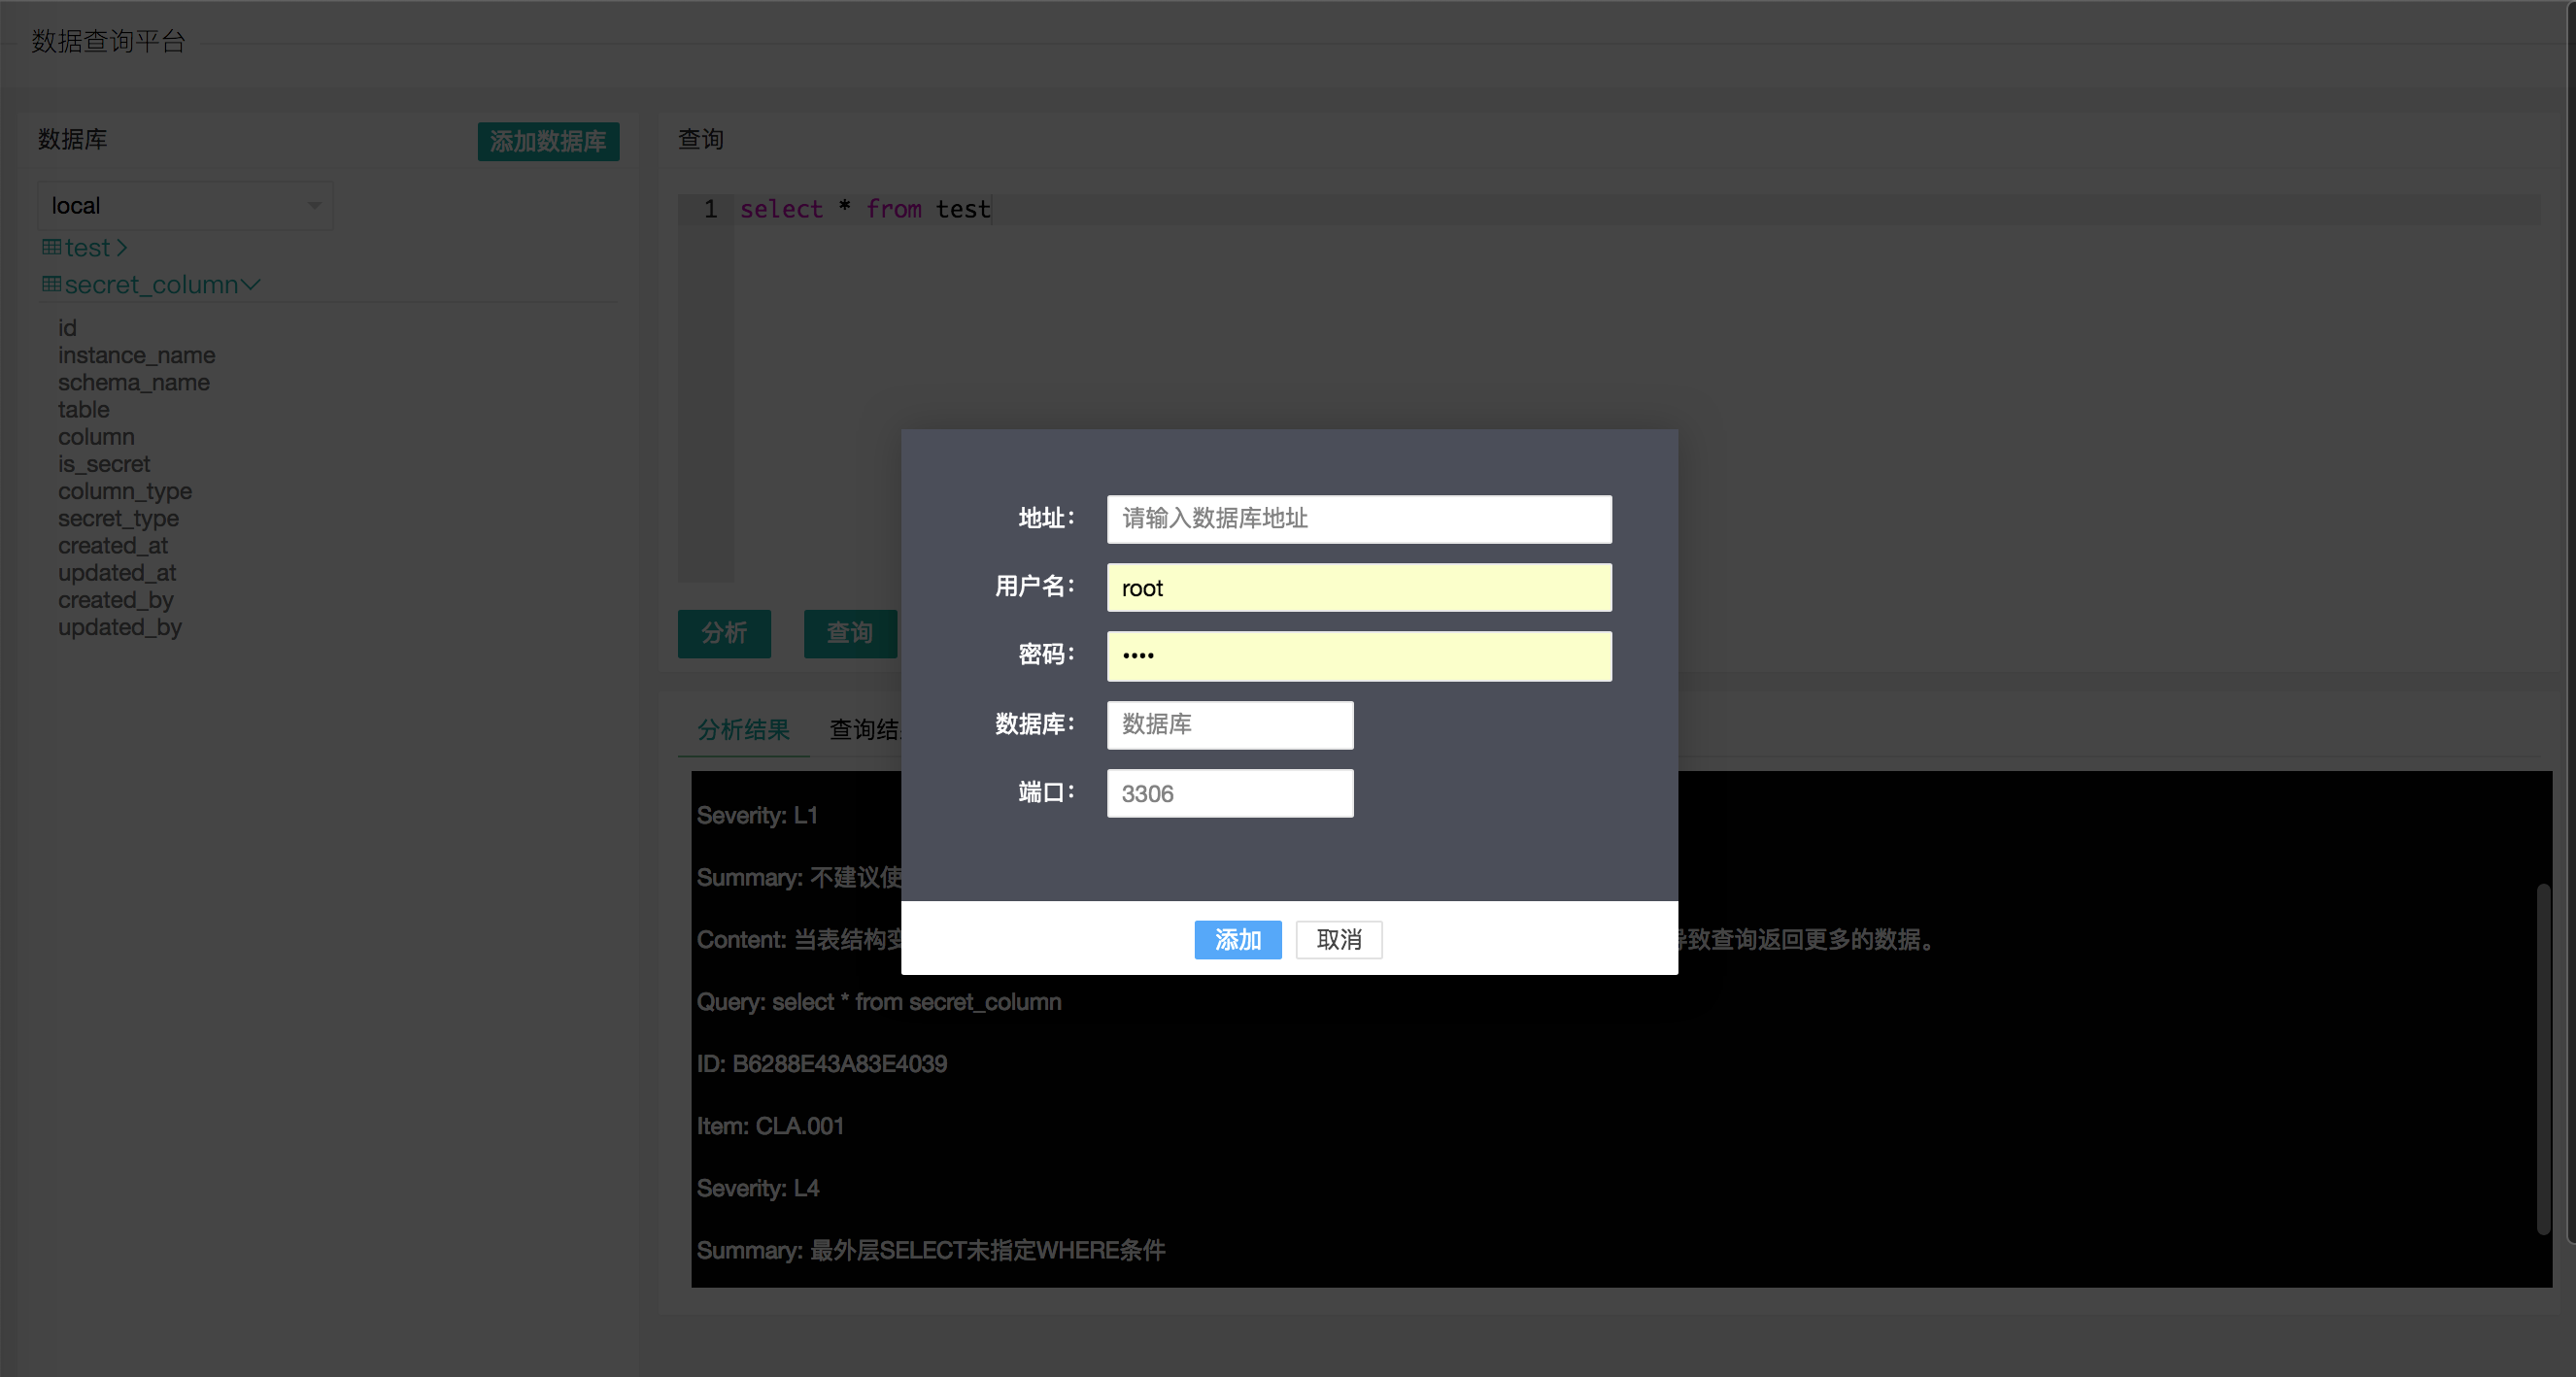 数据查询平台
数据库
添加数据库
local
test
secret_column
id
instance_name
schema_name
table
column
is_secret
column_type
secret_type
created_at
updated_at
created_by
updated_by
查询
1 select * from test
分析 查询
分析结果 查询结
Severity: L1
Summary: 不建议使
Content: 当表结构变
导致查询返回更多的数据。
Query: select * from secret_column
ID: B6288E43A83E4039
Item: CLA.001
Severity: L4
Summary: 最外层SELECT未指定WHERE条件
地址： 请输入数据库地址
用户名： root
密码： ••••
数据库： 数据库
端口： 3306
添加 取消